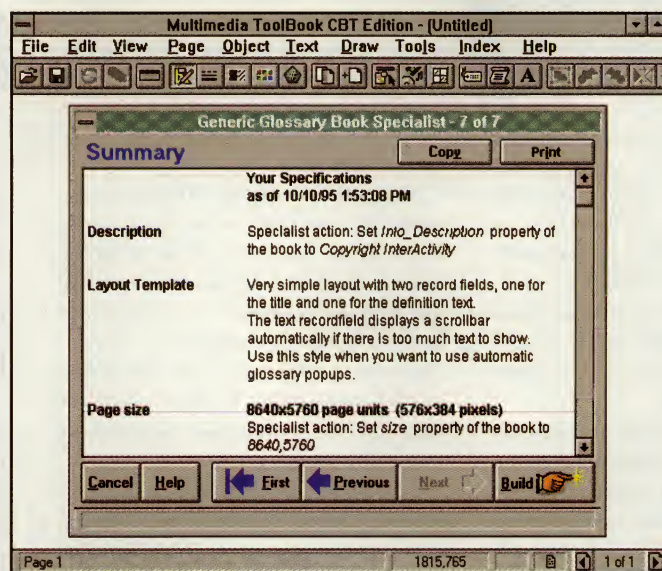 Multimedia ToolBook CBT Edition - (Untitled)
File Edit View Page Object Text Draw Tools Index Help
Generic Glossary Book Specialist - 7 of 7
Summary Copy Print
Your Specifications
as of 10/10/95 1:53:08 PM
Description Specialist action: Set Info_Description property of
the book to Copyright InterActivity
Layout Template Very simple layout with two record fields, one for
the title and one for the definition text.
The text recordfield displays a scrollbar
automatically if there is too much text to show.
Use this style when you want to use automatic
glossary popups.
Page size 8640x5760 page units (576x384 pixels)
Specialist action: Set size property of the book to
8640,5760
Cancel Help First Previous Next Build
Page 1 1815,765 1 of 1